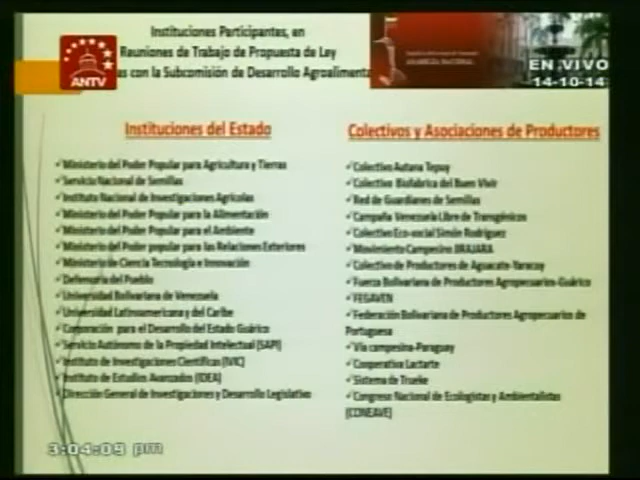 Instituciones Participantes, en
Reuniones de Trabajo de Propuesta de Ley
as con la Subcomisión de Desarrollo Agroalimenta
ANTV
ASAMBLEA NACIONAL
EN VIVO
14-10-14
Instituciones del Estado
✓Ministerio del Poder Popular para Agricultura y Tierras
✓Servicio Nacional de Semillas
✓Instituto Nacional de Investigaciones Agrícolas
✓Ministerio del Poder Popular para la Alimentación
✓Ministerio del Poder Popular para el Ambiente
✓Ministerio del Poder popular para las Relaciones Exteriores
✓Ministerio de Ciencia Tecnología e Innovación
✓Defensoría del Pueblo
✓Universidad Bolivariana de Venezuela
✓Universidad Latinoamericana y del Caribe
✓Corporación para el Desarrollo del Estado Guárico
✓Servicio Autónomo de la Propiedad Intelectual (SAPI)
✓Instituto de Investigaciones Científicas (IVIC)
✓Instituto de Estudios Avanzados (IDEA)
✓Dirección General de Investigaciones y Desarrollo Legislativo
Colectivos y Asociaciones de Productores
✓Colectivo Autana Tepuy
✓Colectivo Biofabrica del Buen Vivir
✓Red de Guardianes de Semillas
✓Campaña Venezuela Libre de Transgénicos
✓Colectivo Eco-social Simón Rodríguez
✓Movimiento Campesino JIRAJARA
✓Colectivo de Productores de Aguacate-Yaracuy
✓Fuerza Bolivariana de Productores Agropecuarios-Guárico
✓FEGAVEN
✓Federación Bolivariana de Productores Agropecuarios de
Portuguesa
✓Vía campesina-Paraguay
✓Cooperativa Lactarte
✓Sistema de Trueke
✓Congreso Nacional de Ecologistas y Ambientalistas
(CONEAVE)
3:04:09 pm